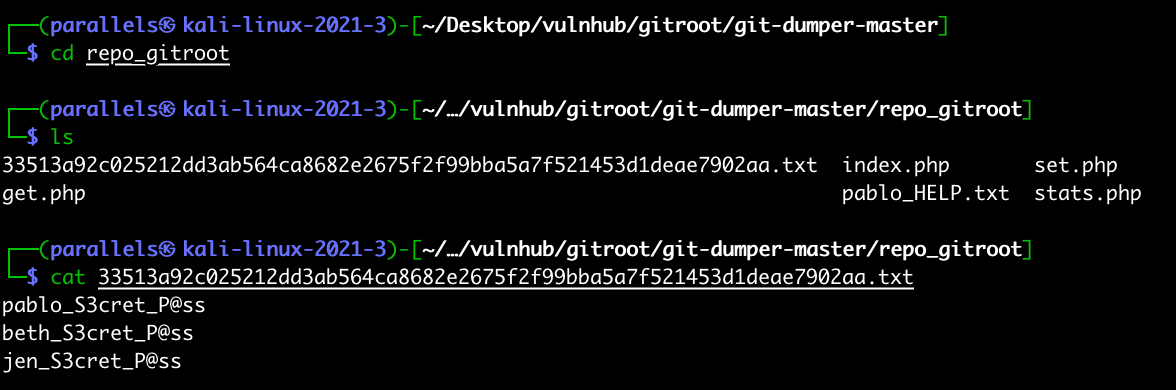 ┌──(parallels㉿kali-linux-2021-3)-[~/Desktop/vulnhub/gitroot/git-dumper-master]
└─$ cd repo_gitroot
┌──(parallels㉿kali-linux-2021-3)-[~/…/vulnhub/gitroot/git-dumper-master/repo_gitroot]
└─$ ls
33513a92c025212dd3ab564ca8682e2675f2f99bba5a7f521453d1deae7902aa.txt  index.php       set.php
get.php                                                               pablo_HELP.txt  stats.php
┌──(parallels㉿kali-linux-2021-3)-[~/…/vulnhub/gitroot/git-dumper-master/repo_gitroot]
└─$ cat 33513a92c025212dd3ab564ca8682e2675f2f99bba5a7f521453d1deae7902aa.txt
pablo_S3cret_P@ss
beth_S3cret_P@ss
jen_S3cret_P@ss